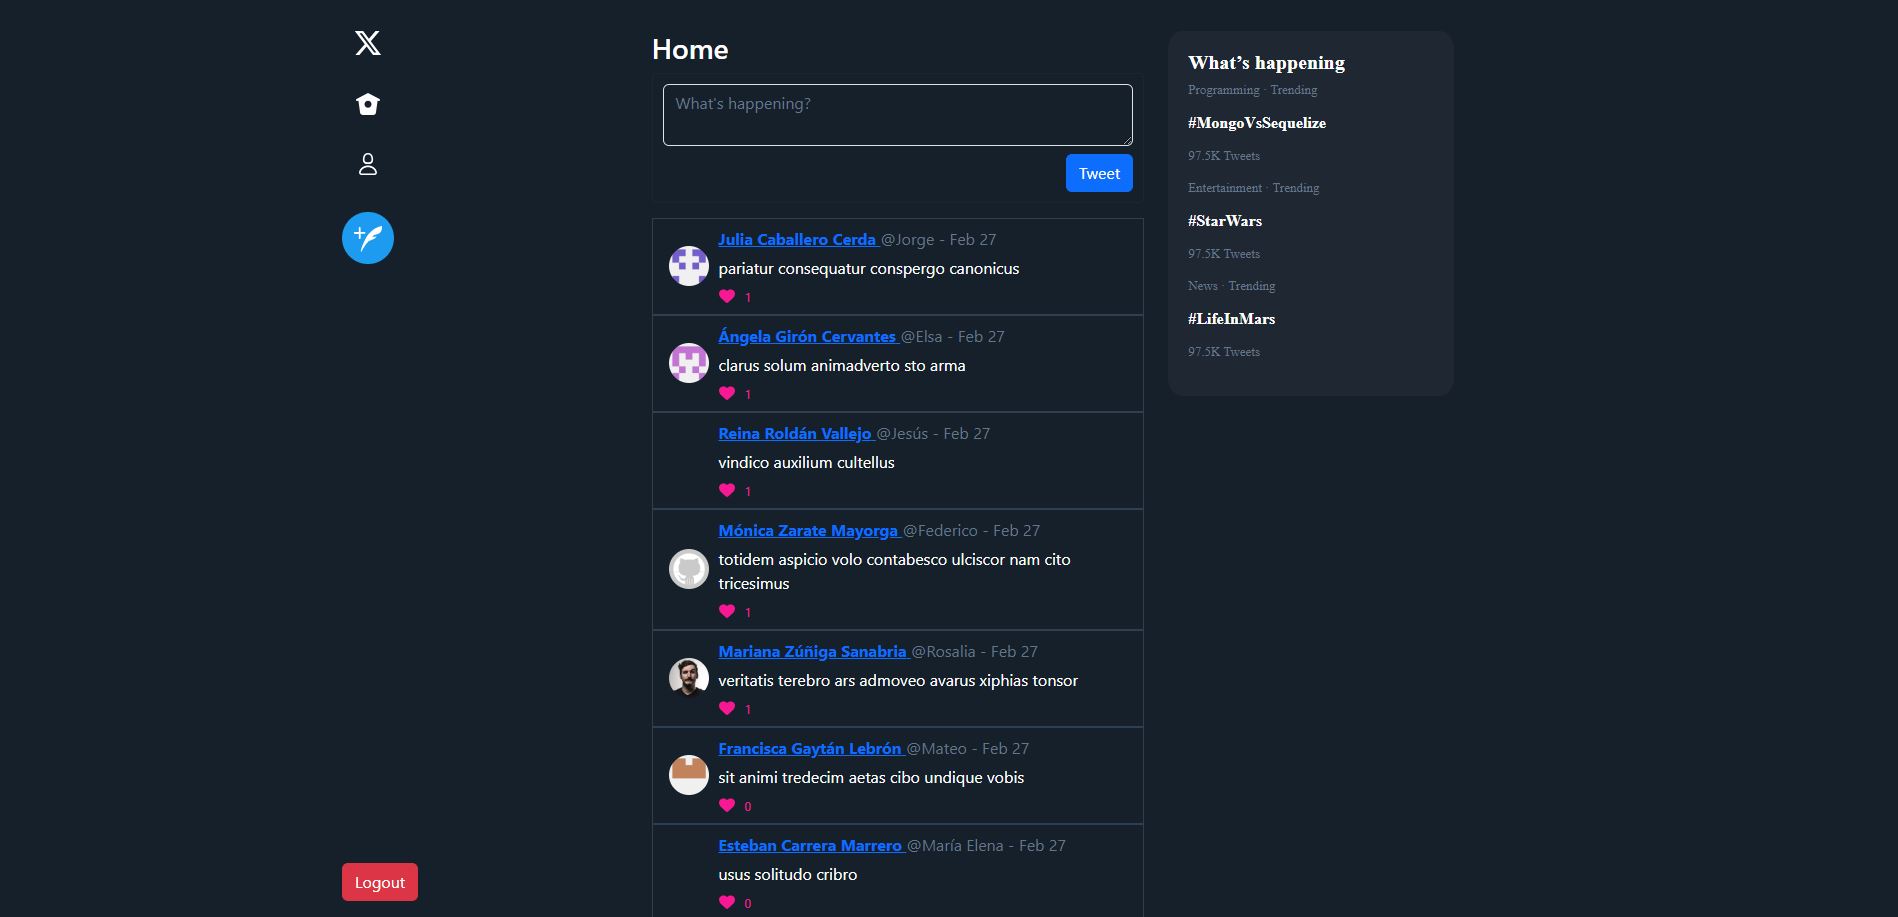 Home
What's happening?
Tweet
Julia Caballero Cerda @Jorge - Feb 27
pariatur consequatur conspergo canonicus
1
Ángela Girón Cervantes @Elsa - Feb 27
clarus solum animadverto sto arma
1
Reina Roldán Vallejo @Jesús - Feb 27
vindico auxilium cultellus
1
Mónica Zarate Mayorga @Federico - Feb 27
totidem aspicio volo contabesco ulciscor nam cito
tricesimus
1
Mariana Zúñiga Sanabria @Rosalia - Feb 27
veritatis terebro ars admoveo avarus xiphias tonsor
1
Francisca Gaytán Lebrón @Mateo - Feb 27
sit animi tredecim aetas cibo undique vobis
0
Esteban Carrera Marrero @María Elena - Feb 27
usus solitudo cribro
0
Logout
What’s happening
Programming · Trending
#MongoVsSequelize
97.5K Tweets
Entertainment · Trending
#StarWars
97.5K Tweets
News · Trending
#LifeInMars
97.5K Tweets